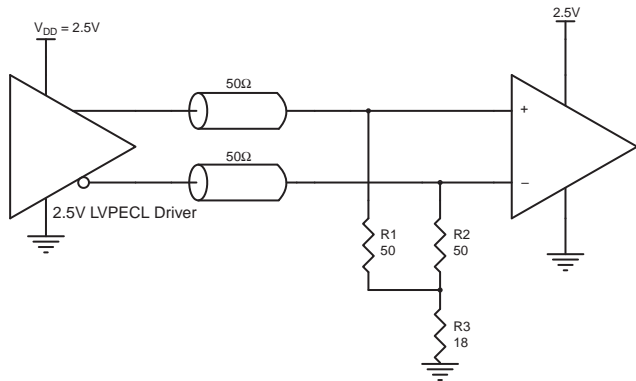 V_DD = 2.5V
2.5V
50Ω
+
50Ω
−
2.5V LVPECL Driver
R1
50
R2
50
R3
18